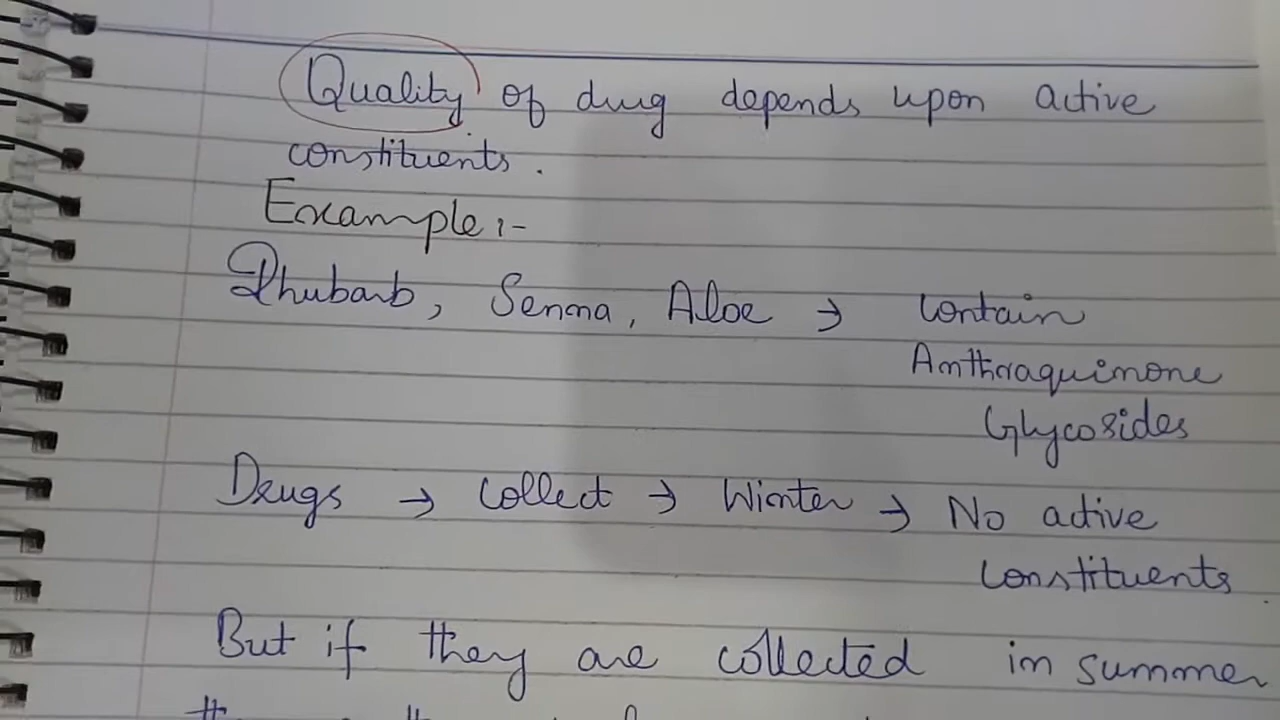 Quality of drug depends upon active
constituents.
Example :-
Rhubarb, Senna, Aloe → contain
Anthraquinone
Glycosides
Drugs → collect → Winter → No active
constituents.
But if they are collected in summer